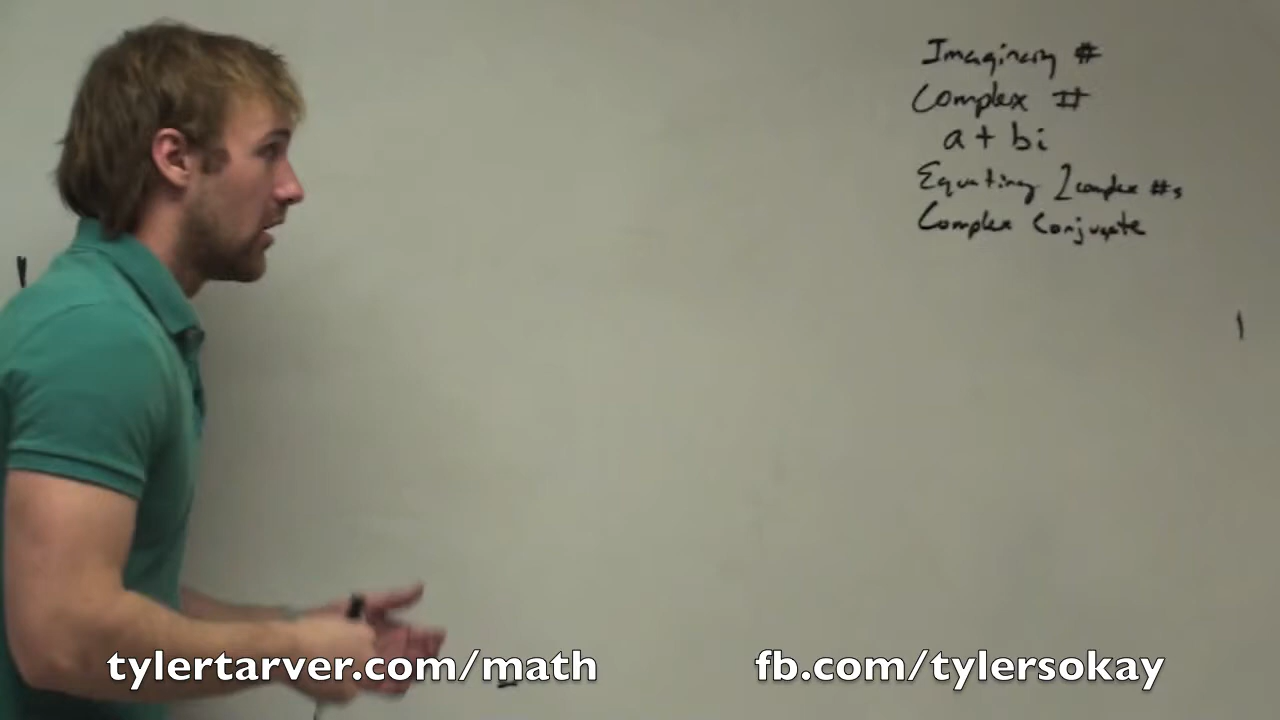 Imaginary #
Complex #
a + bi
Equating 2 complex #s
Complex Conjugate
tylertarver.com/math
fb.com/tylersokay